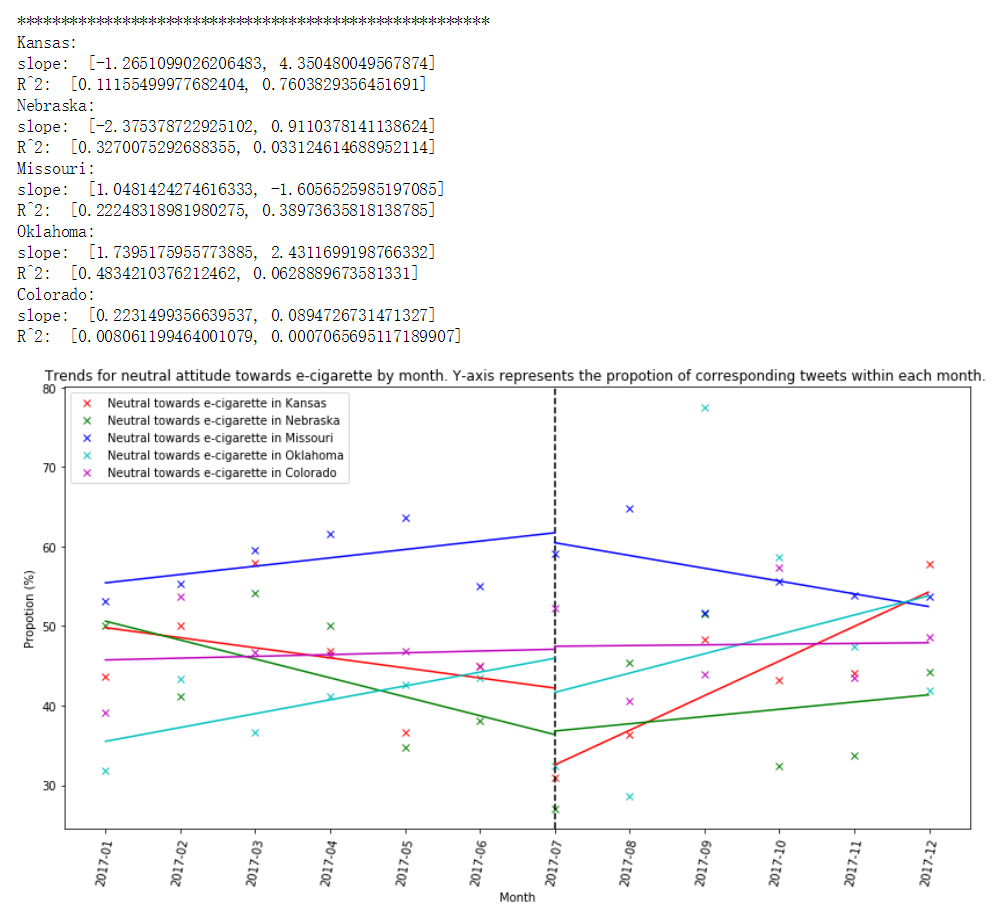 ******************************************************
Kansas:
slope:  [-1.2651099026206483, 4.350480049567874]
R^2:  [0.11155499977682404, 0.7603829356451691]
Nebraska:
slope:  [-2.375378722925102, 0.9110378141138624]
R^2:  [0.3270075292688355, 0.033124614688952114]
Missouri:
slope:  [1.0481424274616333, -1.6056525985197085]
R^2:  [0.22248318981980275, 0.38973635818138785]
Oklahoma:
slope:  [1.7395175955773885, 2.4311699198766332]
R^2:  [0.4834210376212462, 0.0628889673581331]
Colorado:
slope:  [0.2231499356639537, 0.0894726731471327]
R^2:  [0.008061199464001079, 0.0007065695117189907]
Trends for neutral attitude towards e-cigarette by month. Y-axis represents the propotion of corresponding tweets within each month.
Neutral towards e-cigarette in Kansas
Neutral towards e-cigarette in Nebraska
Neutral towards e-cigarette in Missouri
Neutral towards e-cigarette in Oklahoma
Neutral towards e-cigarette in Colorado
80
70
60
50
40
30
Propotion (%)
2017-01
2017-02
2017-03
2017-04
2017-05
2017-06
2017-07
2017-08
2017-09
2017-10
2017-11
2017-12
Month